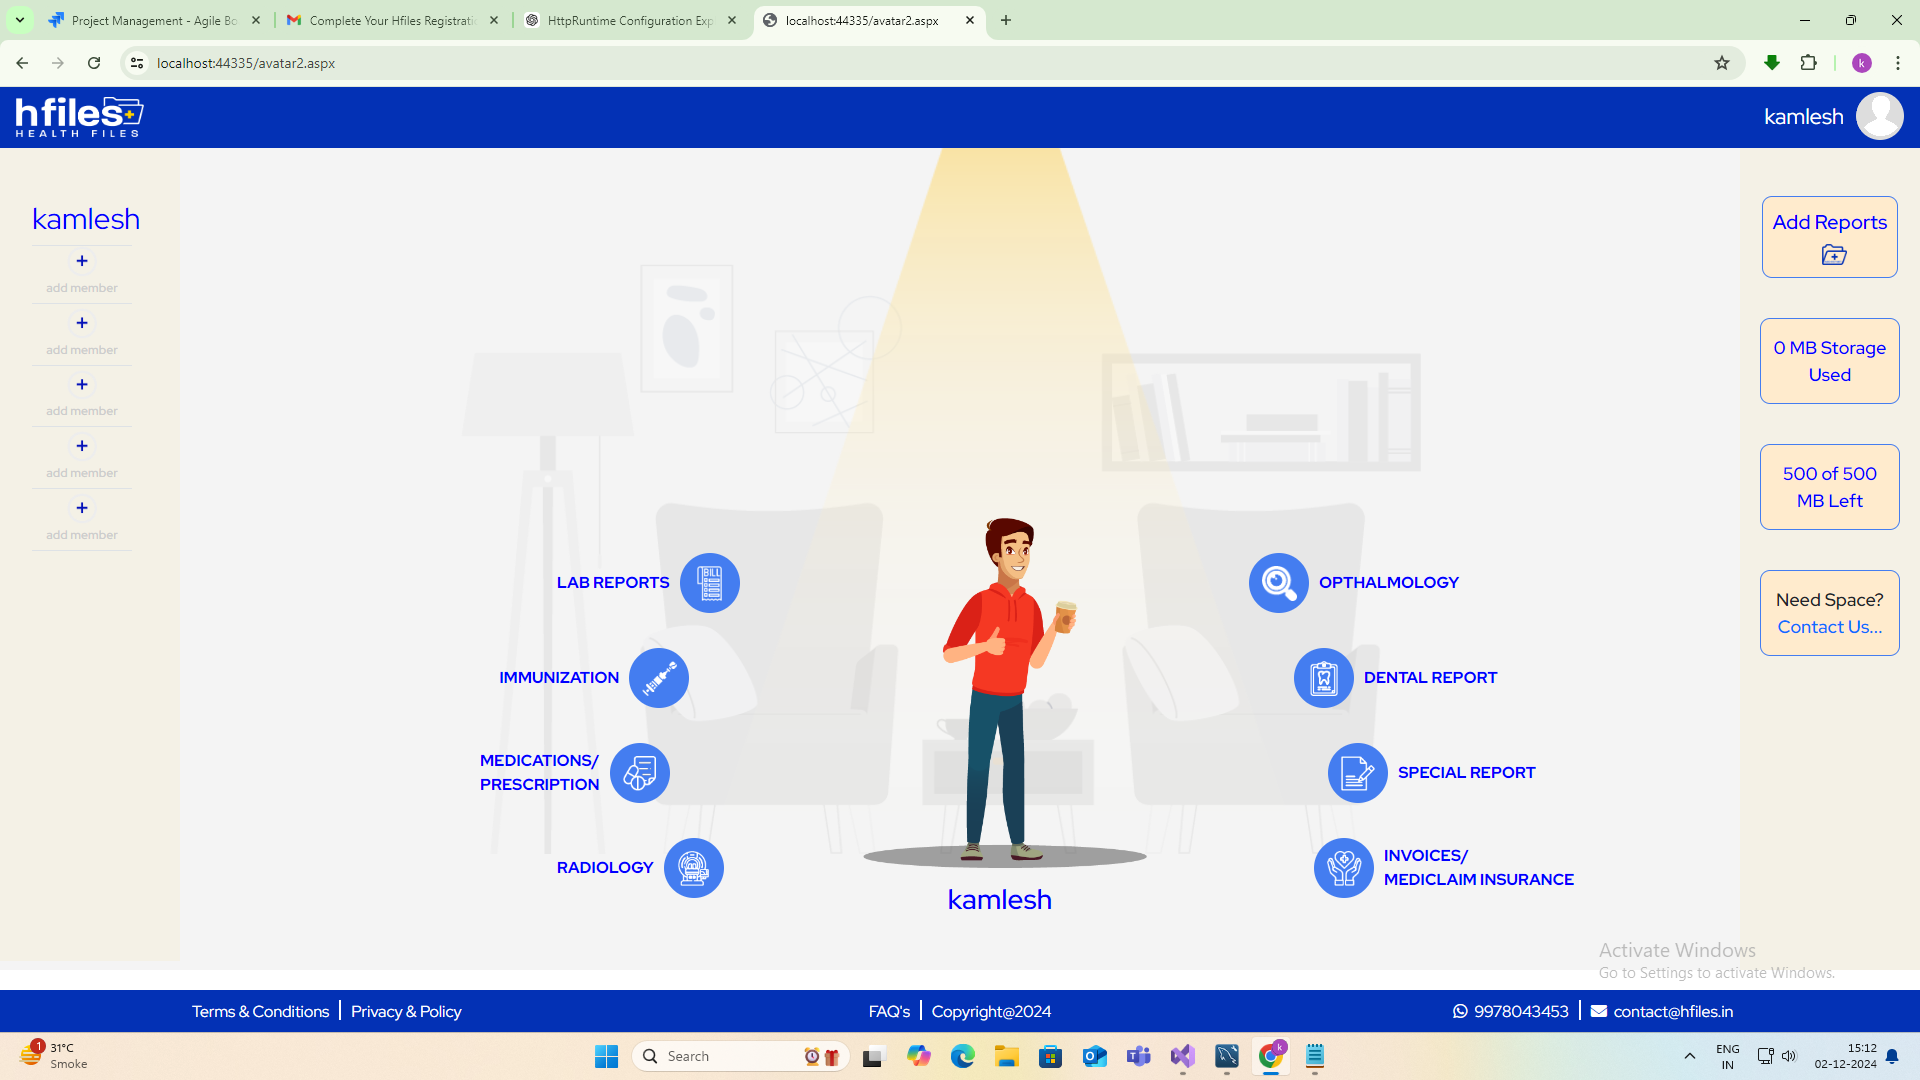 Project Management - Agile Bo
Complete Your Hfiles Registratio
HttpRuntime Configuration Exp
localhost:44335/avatar2.aspx
localhost:44335/avatar2.aspx
k
hfiles
HEALTH FILES
kamlesh
kamlesh
+
add member
+
add member
+
add member
+
add member
+
add member
Add Reports
0 MB Storage
Used
500 of 500
MB Left
Need Space?
Contact Us...
LAB REPORTS
BILL
IMMUNIZATION
MEDICATIONS/
PRESCRIPTION
RADIOLOGY
OPTHALMOLOGY
DENTAL REPORT
SPECIAL REPORT
INVOICES/
MEDICLAIM INSURANCE
kamlesh
Activate Windows
Go to Settings to activate Windows.
Terms & Conditions
Privacy & Policy
FAQ's
Copyright@2024
9978043453
contact@hfiles.in
1
31°C
Smoke
Search
k
ENG
IN
15:12
02-12-2024